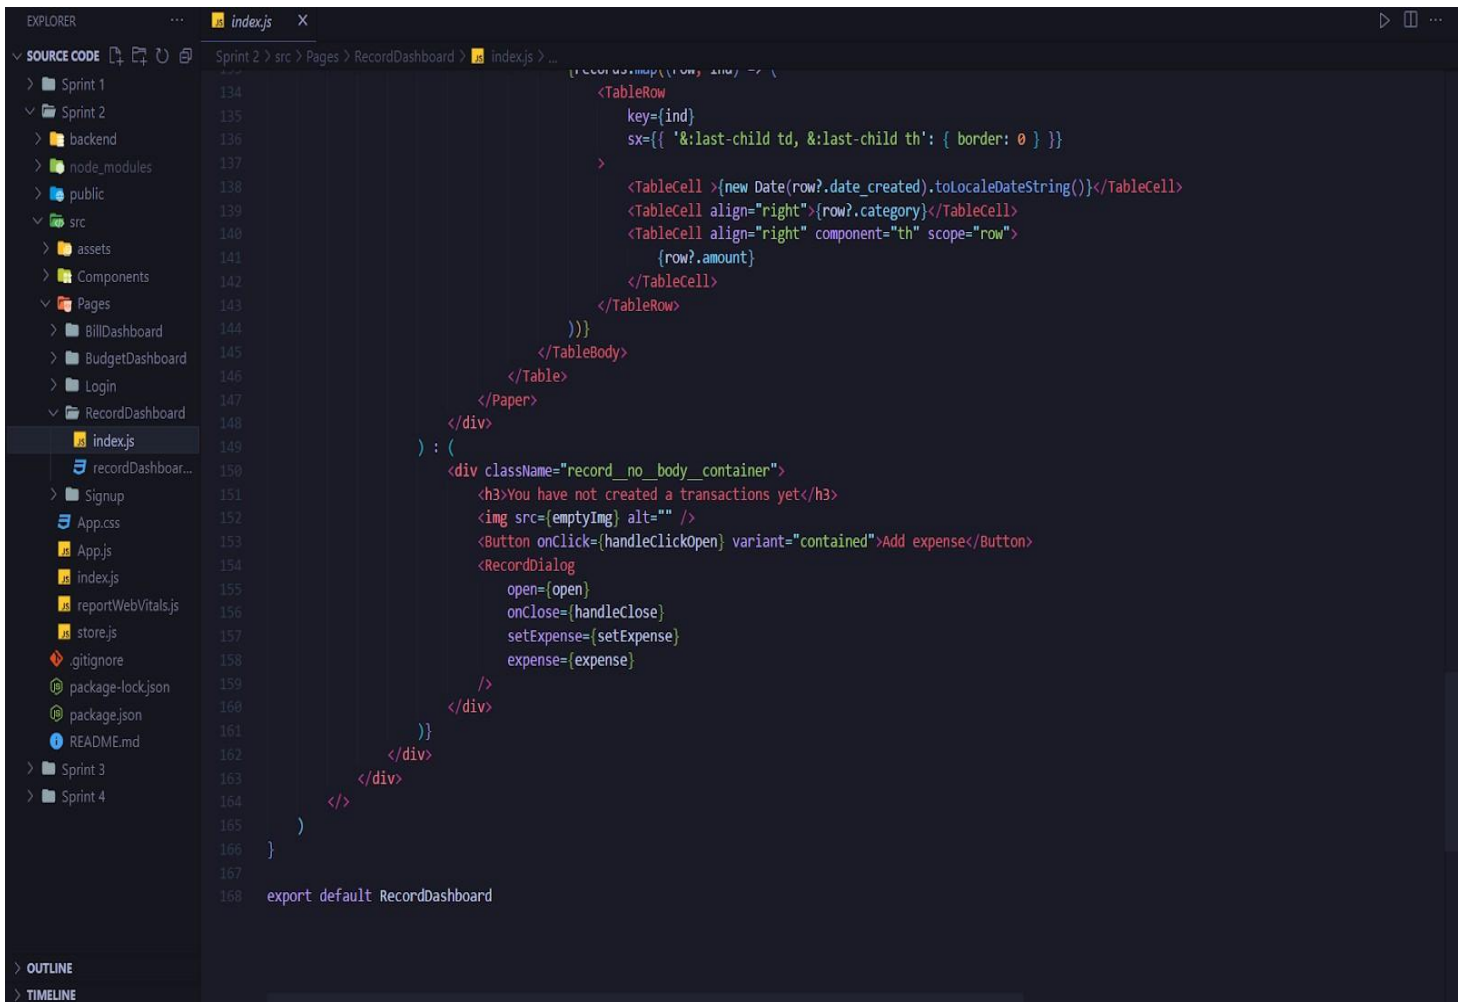 EXPLORER
index.js
SOURCE CODE
Sprint 2 > src > Pages > RecordDashboard > index.js > ...
Sprint 1
Sprint 2
backend
node_modules
public
src
assets
Components
Pages
BillDashboard
BudgetDashboard
Login
RecordDashboard
index.js
recordDashboar...
Signup
App.css
App.js
index.js
reportWebVitals.js
store.js
.gitignore
package-lock.json
package.json
README.md
Sprint 3
Sprint 4
OUTLINE
TIMELINE
133 {records.map((row, ind) => (
134 <TableRow
135 key={ind}
136 sx={{ '&:last-child td, &:last-child th': { border: 0 } }}
137 >
138 <TableCell >{new Date(row?.date_created).toLocaleDateString()}</TableCell>
139 <TableCell align="right">{row?.category}</TableCell>
140 <TableCell align="right" component="th" scope="row">
141 {row?.amount}
142 </TableCell>
143 </TableRow>
144 ))}
145 </TableBody>
146 </Table>
147 </Paper>
148 </div>
149 ) : (
150 <div className="record__no__body__container">
151 <h3>You have not created a transactions yet</h3>
152 <img src={emptyImg} alt="" />
153 <Button onClick={handleClickOpen} variant="contained">Add expense</Button>
154 <RecordDialog
155 open={open}
156 onClose={handleClose}
157 setExpense={setExpense}
158 expense={expense}
159 />
160 </div>
161 )}
162 </div>
163 </div>
164 </>
165 )
166 }
167
168 export default RecordDashboard